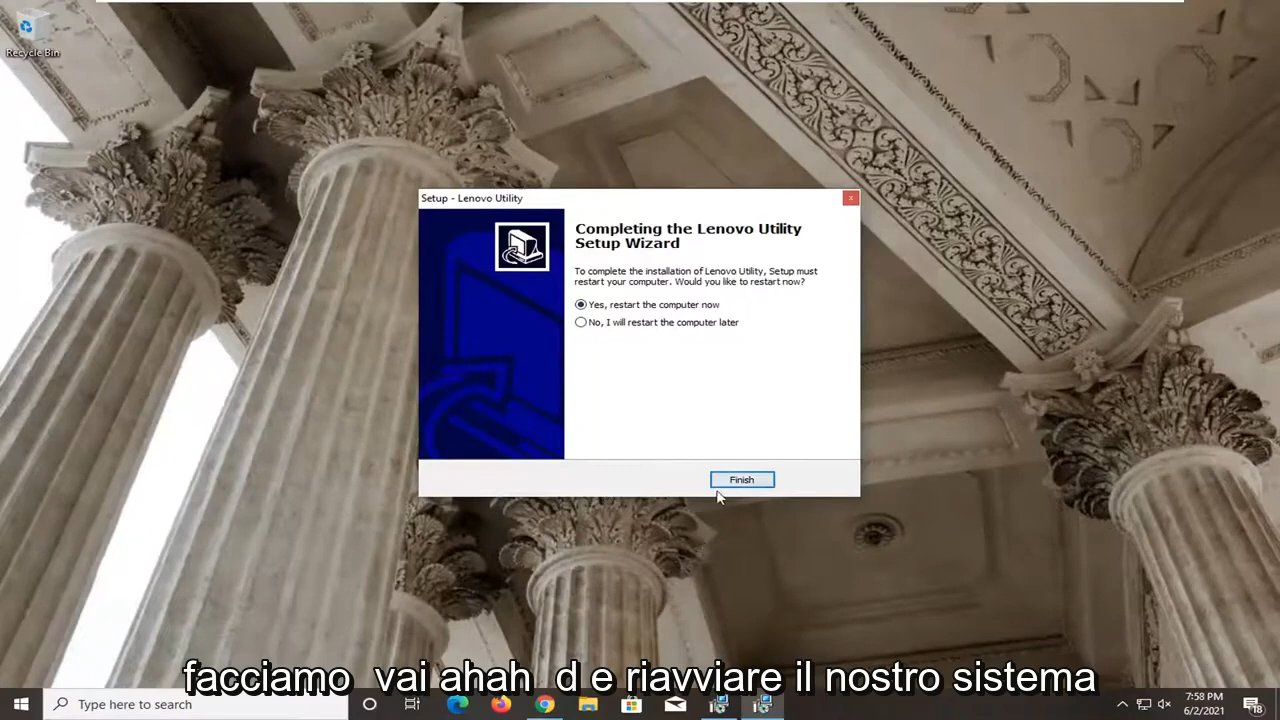 Recycle Bin
Setup - Lenovo Utility
x
Completing the Lenovo Utility
Setup Wizard
To complete the installation of Lenovo Utility, Setup must
restart your computer. Would you like to restart now?
Yes, restart the computer now
No, I will restart the computer later
Finish
facciamo vai ahah d e riavviare il nostro sistema
Type here to search
7:58 PM
6/2/2021
18